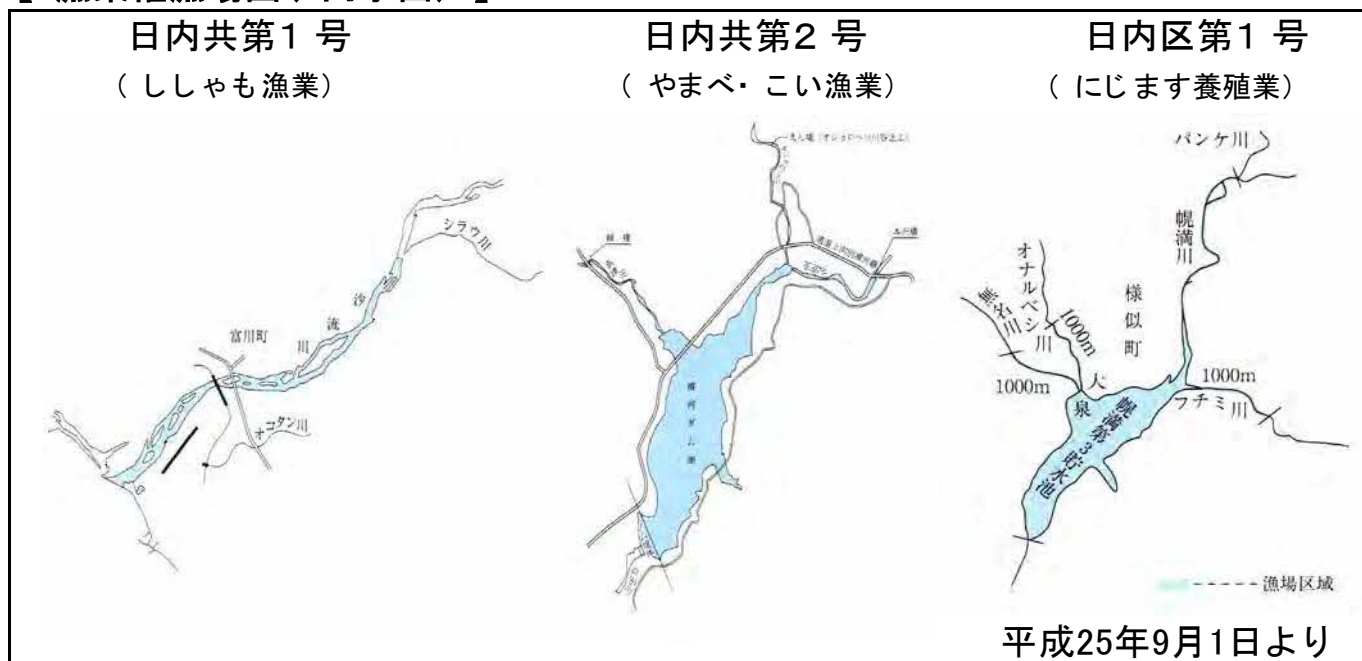 日内共第1 号
( ししゃも漁業)
シラウ川
沙流川
富川町
オコタン川
日内共第2 号
( やまべ・ こい漁業)
本沢橋
日内区第1 号
( にじます養殖業)
パンケ川
幌満川
様似町
オナルベシ川
無名川
1000m
1000m
大泉
1000m
フチミ川
幌満第3貯水池
漁場区域
平成25年9月1日より